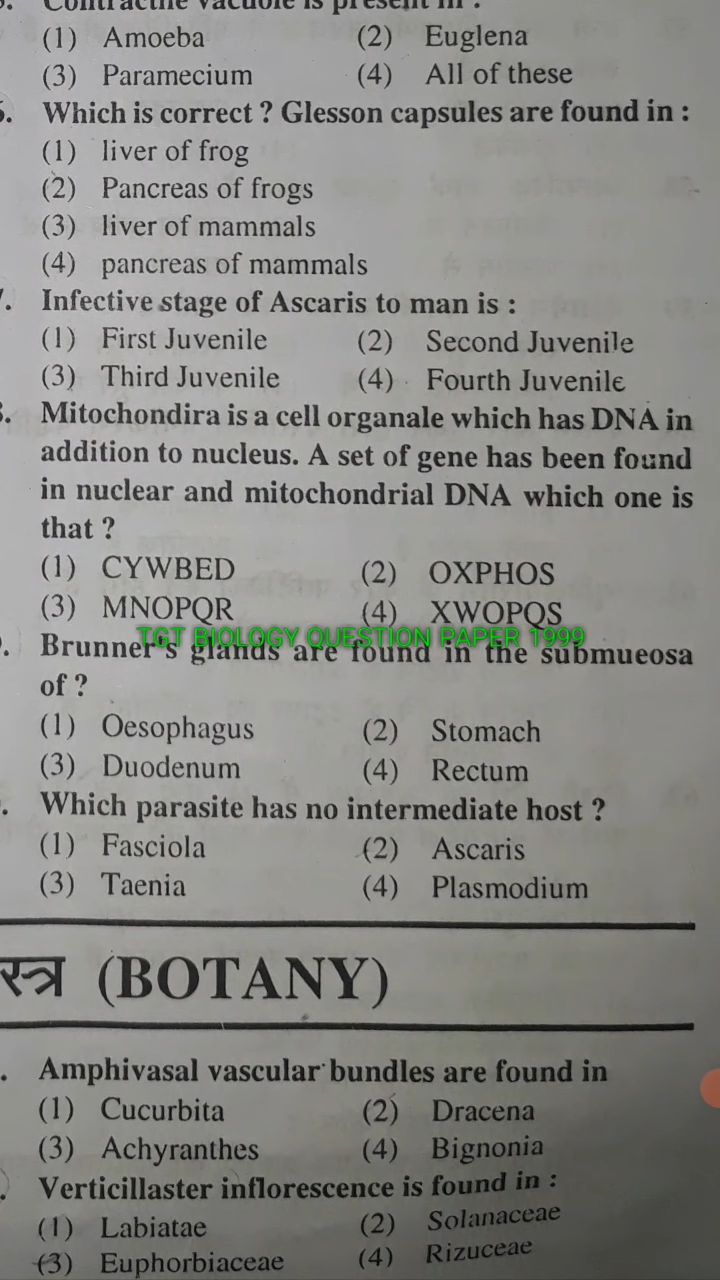 Contractile vacuole is present in :
(1) Amoeba (2) Euglena
(3) Paramecium (4) All of these
Which is correct ? Glesson capsules are found in :
(1) liver of frog
(2) Pancreas of frogs
(3) liver of mammals
(4) pancreas of mammals
Infective stage of Ascaris to man is :
(1) First Juvenile (2) Second Juvenile
(3) Third Juvenile (4) Fourth Juvenile
Mitochondira is a cell organale which has DNA in
addition to nucleus. A set of gene has been found
in nuclear and mitochondrial DNA which one is
that ?
(1) CYWBED (2) OXPHOS
(3) MNOPQR (4) XWOPQS
TGT BIOLOGY QUESTION PAPER 1999
Brunner's glands are found in the submueosa
of ?
(1) Oesophagus (2) Stomach
(3) Duodenum (4) Rectum
Which parasite has no intermediate host ?
(1) Fasciola (2) Ascaris
(3) Taenia (4) Plasmodium
स्त्र (BOTANY)
Amphivasal vascular bundles are found in
(1) Cucurbita (2) Dracena
(3) Achyranthes (4) Bignonia
Verticillaster inflorescence is found in :
(1) Labiatae (2) Solanaceae
(3) Euphorbiaceae (4) Rizuceae